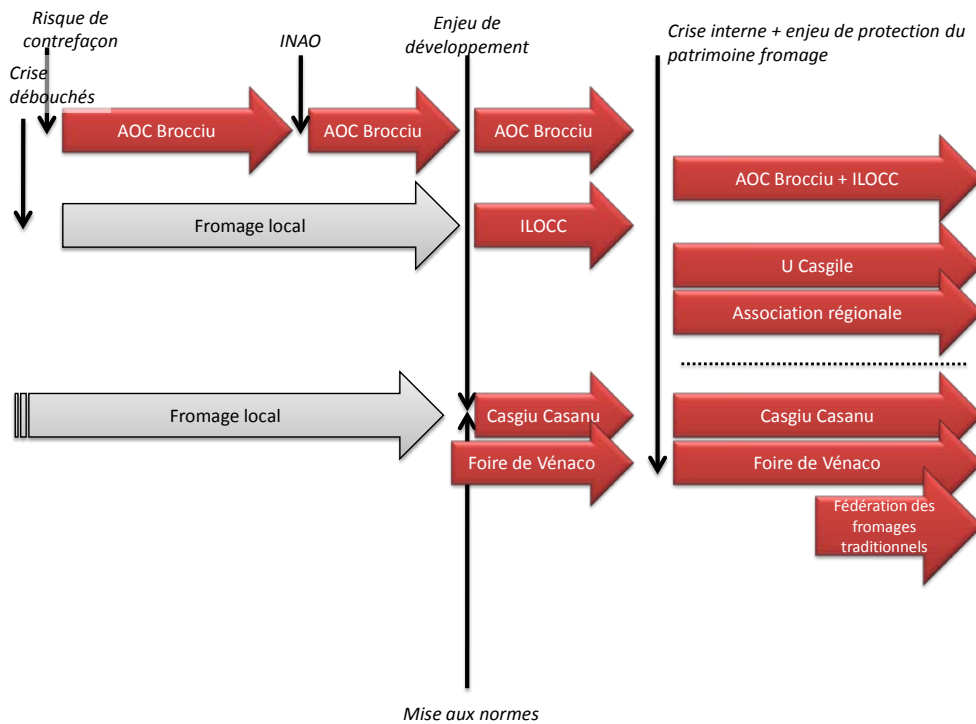 Risque de
contrefaçon
Crise
débouchés
INAO
Enjeu de
développement
Crise interne + enjeu de protection du
patrimoine fromage
AOC Brocciu
AOC Brocciu
AOC Brocciu
AOC Brocciu + ILOCC
Fromage local
ILOCC
U Casgile
Association régionale
Fromage local
Casgiu Casanu
Casgiu Casanu
Foire de Vénaco
Foire de Vénaco
Fédération des
fromages
traditionnels
Mise aux normes